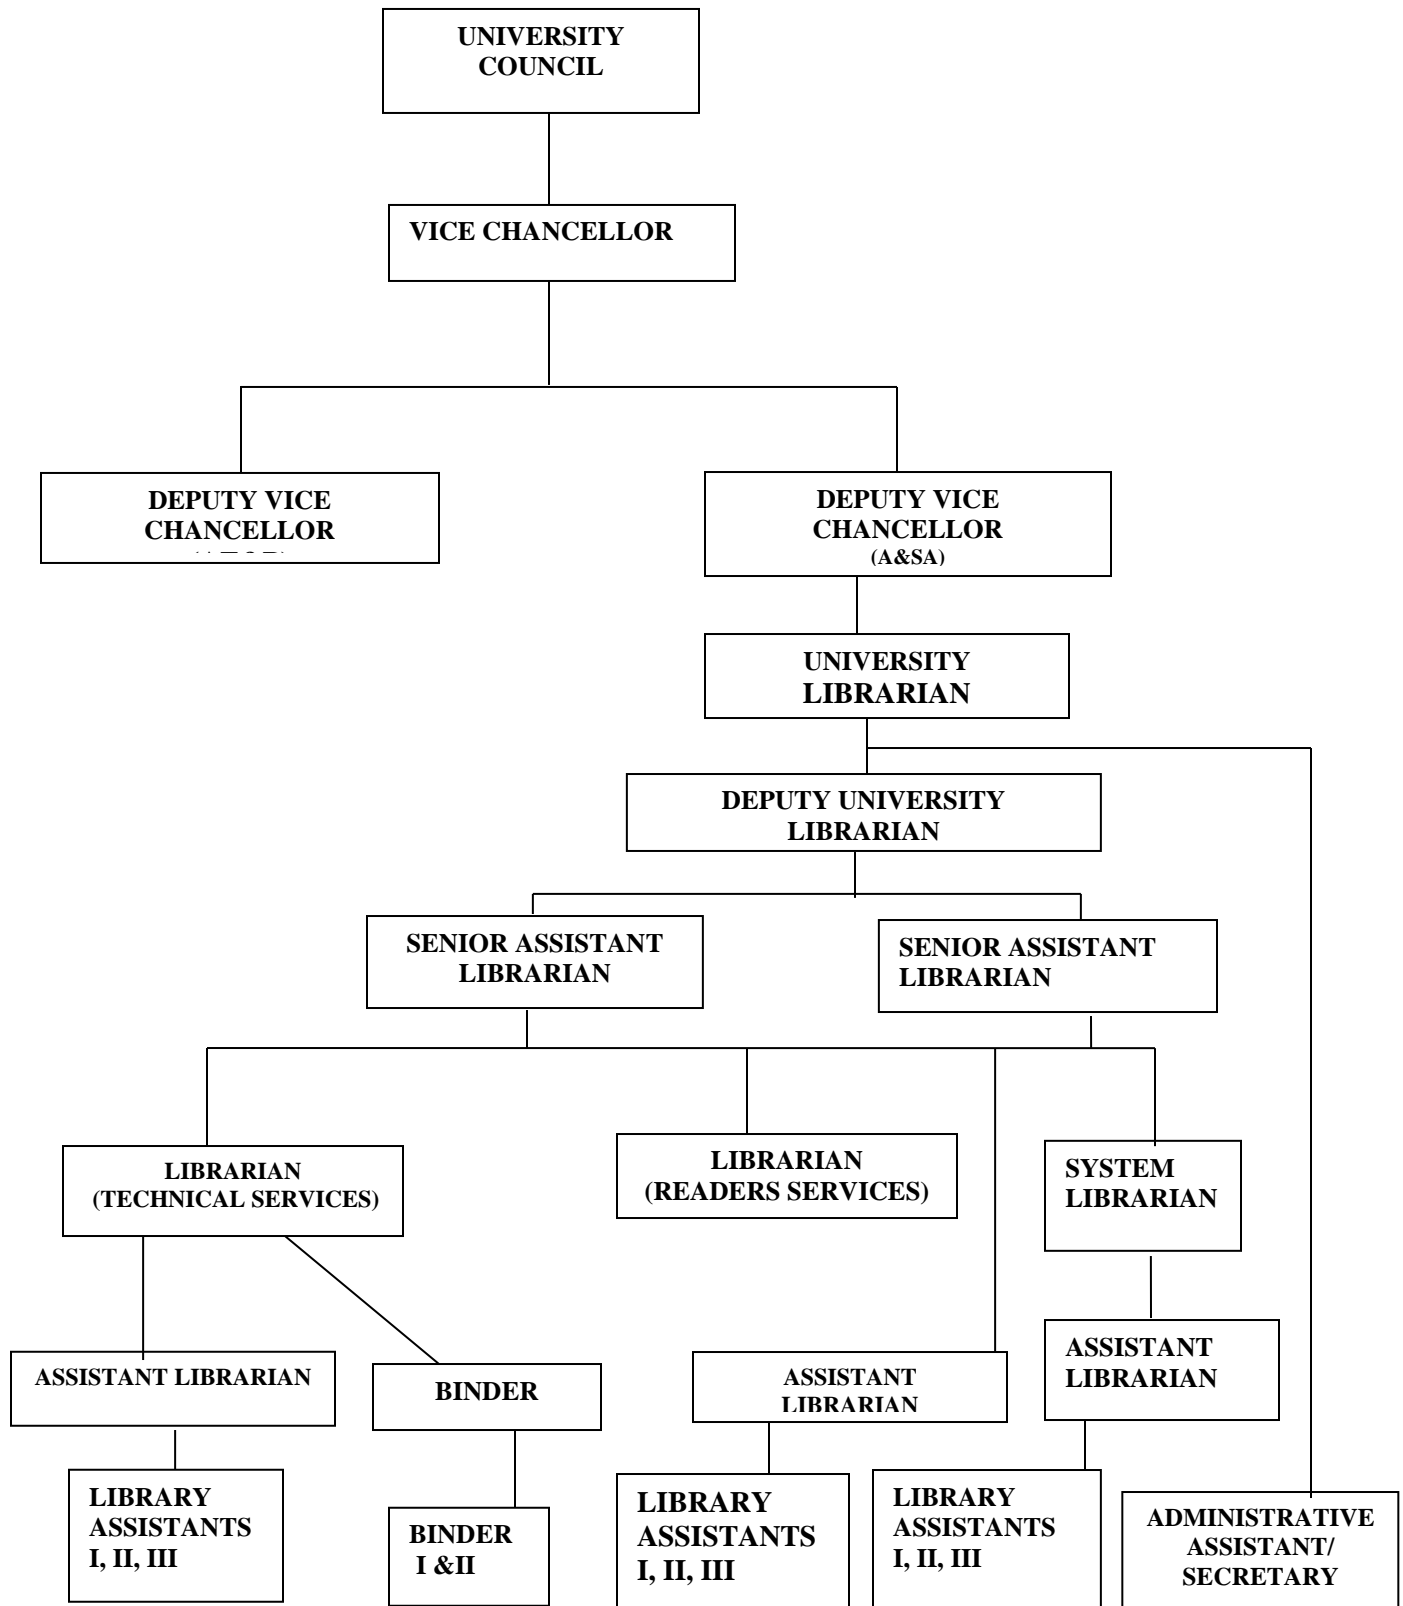 UNIVERSITY
COUNCIL
VICE CHANCELLOR
DEPUTY VICE
CHANCELLOR
DEPUTY VICE
CHANCELLOR
(A&SA)
UNIVERSITY
LIBRARIAN
DEPUTY UNIVERSITY
LIBRARIAN
SENIOR ASSISTANT
LIBRARIAN
SENIOR ASSISTANT
LIBRARIAN
LIBRARIAN
(TECHNICAL SERVICES)
LIBRARIAN
(READERS SERVICES)
SYSTEM
LIBRARIAN
ASSISTANT LIBRARIAN
BINDER
ASSISTANT
LIBRARIAN
ASSISTANT
LIBRARIAN
LIBRARY
ASSISTANTS
I, II, III
BINDER
I &II
LIBRARY
ASSISTANTS
I, II, III
LIBRARY
ASSISTANTS
I, II, III
ADMINISTRATIVE
ASSISTANT/
SECRETARY